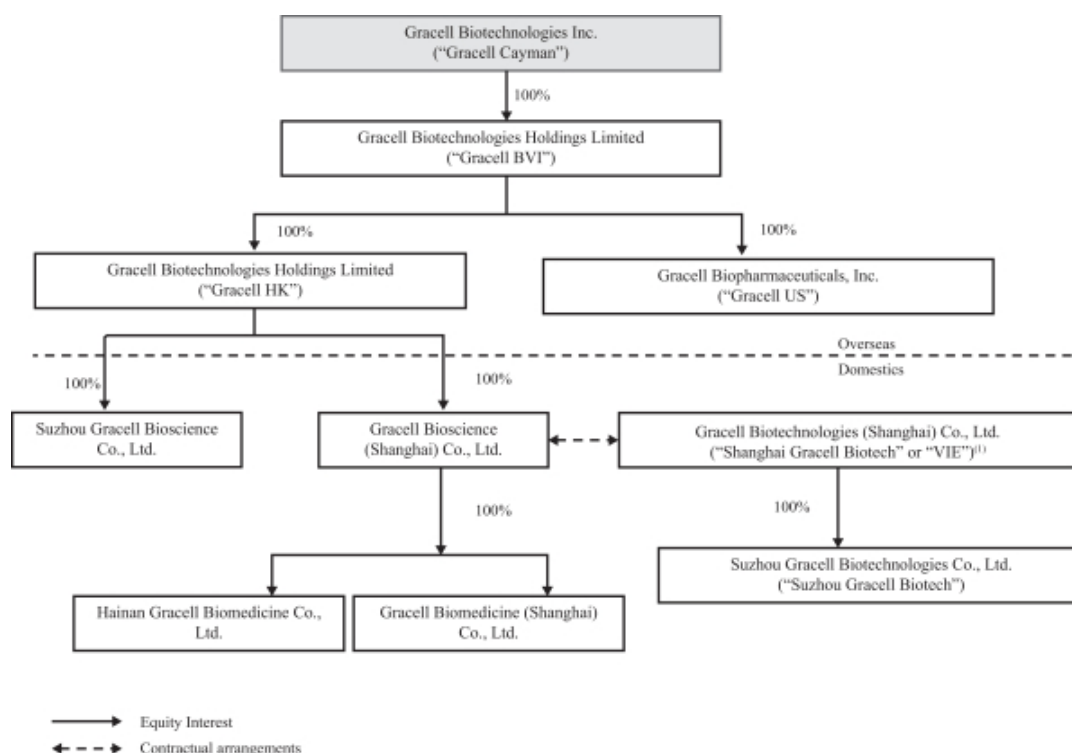 Gracell Biotechnologies Inc.
(“Gracell Cayman”)
100%
Gracell Biotechnologies Holdings Limited
(“Gracell BVI”)
100%
100%
Gracell Biotechnologies Holdings Limited
(“Gracell HK”)
Gracell Biopharmaceuticals, Inc.
(“Gracell US”)
Overseas
Domestics
100%
100%
Suzhou Gracell Bioscience
Co., Ltd.
Gracell Bioscience
(Shanghai) Co., Ltd.
Gracell Biotechnologies (Shanghai) Co., Ltd.
(“Shanghai Gracell Biotech” or “VIE”)(1)
100%
100%
Suzhou Gracell Biotechnologies Co., Ltd.
(“Suzhou Gracell Biotech”)
Hainan Gracell Biomedicine Co.,
Ltd.
Gracell Biomedicine (Shanghai)
Co., Ltd.
Equity Interest
Contractual arrangements